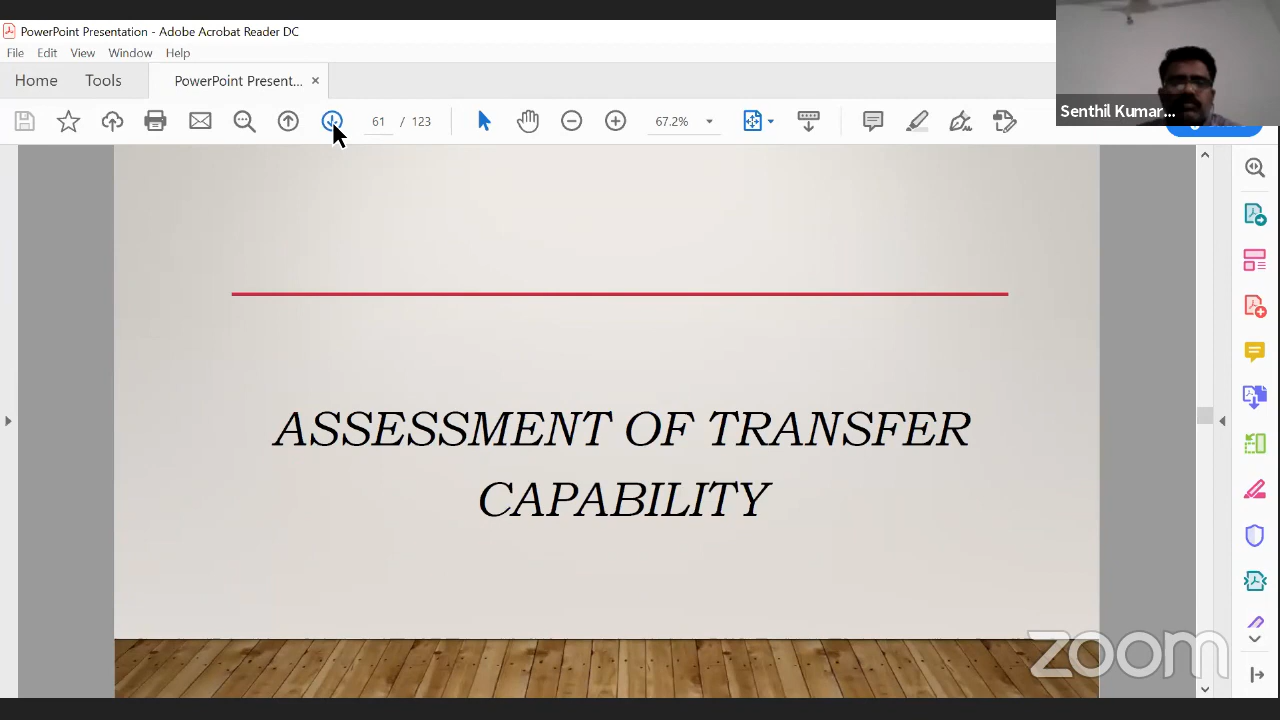 PowerPoint Presentation - Adobe Acrobat Reader DC
File Edit View Window Help
Home Tools PowerPoint Present... ×
61 / 123 67.2%
Senthil Kumar...
ASSESSMENT OF TRANSFER
CAPABILITY
zoom